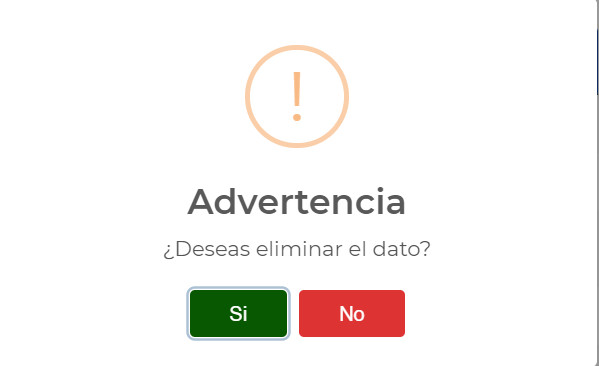 !
Advertencia
¿Deseas eliminar el dato?
Si
No